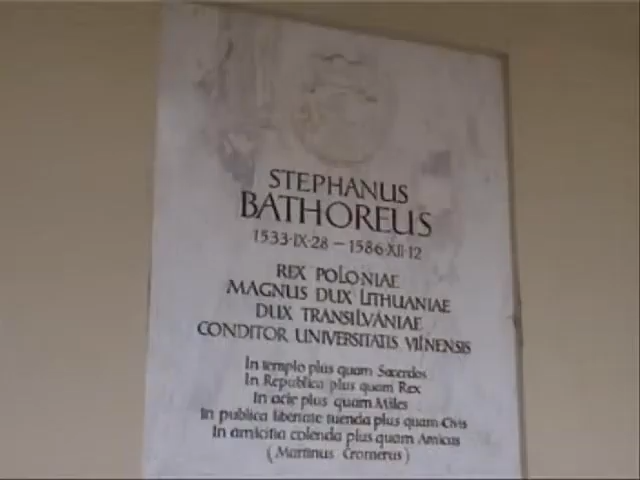 STEPHANUS
BATHOREUS
1533·IX·28 – 1586·XII·12
REX POLONIAE
MAGNUS DUX LITHUANIAE
DUX TRANSILVÁNIAE
CONDITOR UNIVERSITATIS VILNENSIS
In templo plus quam Sacerdos
In Republica plus quam Rex
In acie plus quam Miles
In publica libertate tuenda plus quam Civis
In amicitia colenda plus quam Amicus
(Martinus Cromerus)